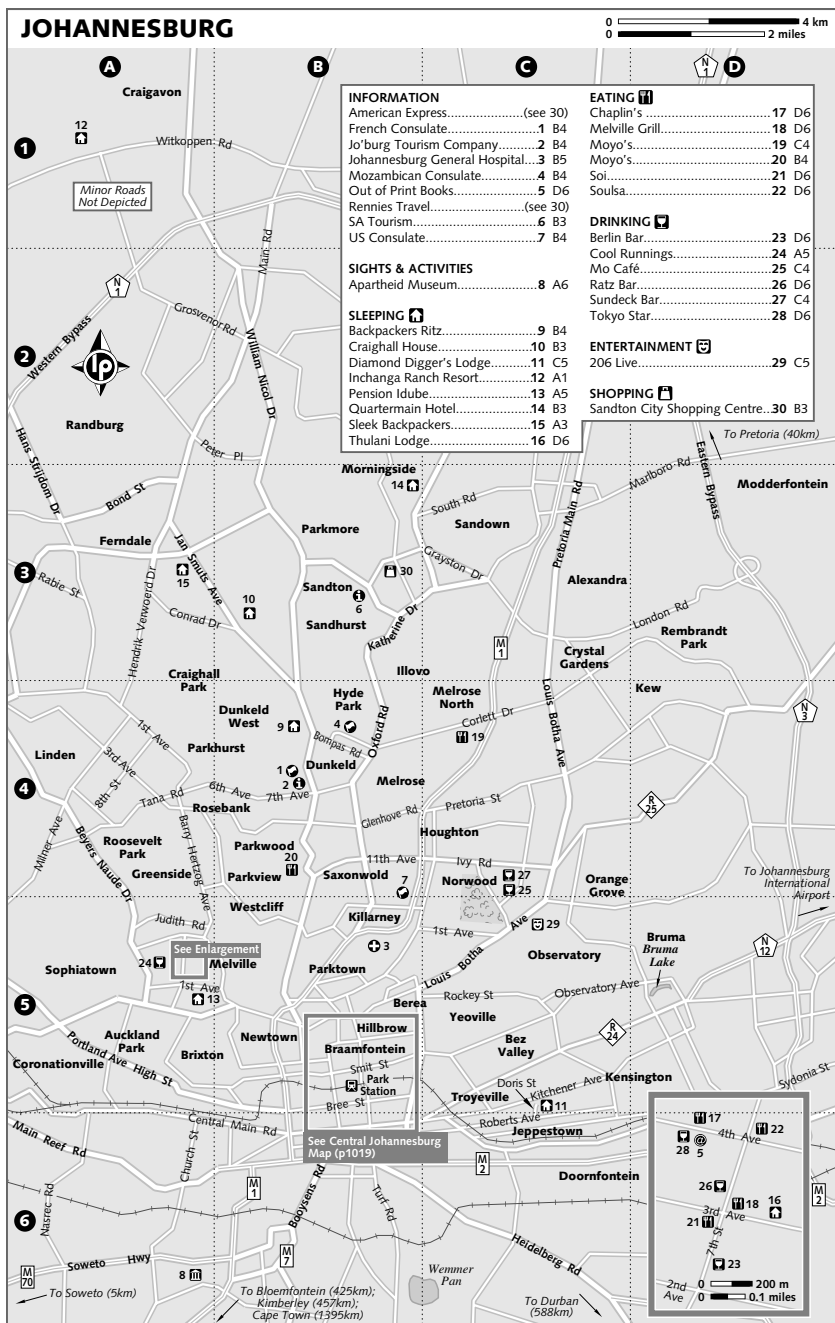 JOHANNESBURG
0 4 km
0 2 miles
A B C D
1
2
3
4
5
6
INFORMATION
American Express.......................(see 30)
French Consulate........................1 B4
Jo'burg Tourism Company...........2 B4
Johannesburg General Hospital....3 B5
Mozambican Consulate...............4 B4
Out of Print Books......................5 D6
Rennies Travel............................(see 30)
SA Tourism................................6 B3
US Consulate..............................7 B4
SIGHTS & ACTIVITIES
Apartheid Museum......................8 A6
SLEEPING
Backpackers Ritz.........................9 B4
Craighall House.........................10 B3
Diamond Digger's Lodge............11 C5
Inchanga Ranch Resort...............12 A1
Pension Idube............................13 A5
Quartermain Hotel.....................14 B3
Sleek Backpackers......................15 A3
Thulani Lodge...........................16 D6
EATING
Chaplin's..................................17 D6
Melville Grill.............................18 D6
Moyo's.....................................19 C4
Moyo's.....................................20 B4
Soi...........................................21 D6
Soulsa......................................22 D6
DRINKING
Berlin Bar.................................23 D6
Cool Runnings..........................24 A5
Mo Café...................................25 C4
Ratz Bar...................................26 D6
Sundeck Bar.............................27 C4
Tokyo Star................................28 D6
ENTERTAINMENT
206 Live...................................29 C5
SHOPPING
Sandton City Shopping Centre...30 B3
N
1
Craigavon
12
Witkoppen Rd
Minor Roads
Not Depicted
Main Rd
N
1
Grosvenor Rd
Western Bypass
William Nicol Dr
lp
Randburg
Hans Strijdom Dr
Peter Pl
To Pretoria (40km)
Eastern Bypass
Marlboro Rd
Modderfontein
Morningside
14
South Rd
Sandown
Pretoria Main Rd
Bond St
Parkmore
Ferndale
Jan Smuts Ave
Grayston Dr
30
Alexandra
Rabie St
15
Sandton
6
10
Sandhurst
Katherine Dr
Hendrik Verwoerd Dr
Conrad Dr
London Rd
Rembrandt
Park
M
1
Crystal
Gardens
Craighall
Park
Illovo
Kew
Hyde
Park
Melrose
North
Louis Botha Ave
Dunkeld
West
9
4
Oxford Rd
Corlett Dr
N
3
1st Ave
Parkhurst
Bompas Rd
19
Linden
3rd Ave
1
Dunkeld
2
Melrose
8th St
6th Ave
7th Ave
Tana Rd
Rosebank
Glenhove Rd
Pretoria St
R
25
Milner Ave
Beyers Naude Dr
Roosevelt
Park
Barry Hertzog Ave
Parkwood
Houghton
Greenside
20
Parkview
11th Ave
Ivy Rd
Saxonwold
27
7
Norwood
25
Orange
Grove
To Johannesburg
International
Airport
Westcliff
Killarney
Judith Rd
1st Ave
29
See Enlargement
3
Louis Botha Ave
Bruma
Bruma
Lake
N
12
24
Melville
Sophiatown
Parktown
Observatory
1st Ave
13
Berea
Rockey St
Observatory Ave
Yeoville
Auckland
Park
Newtown
Hillbrow
Portland Ave High St
Brixton
Braamfontein
Bez
Valley
R
24
Coronationville
Smit St
Park
Station
Doris St
Kitchener Ave
Kensington
Sydonia St
Bree St
Troyeville
11
Central Main Rd
Roberts Ave
Jeppestown
Main Reef Rd
Church St
See Central Johannesburg
Map (p1019)
M
2
Doornfontein
M
1
Booysens Rd
Turf Rd
Nasrec Rd
M
7
Heidelberg Rd
Soweto Hwy
M
70
8
Wemmer
Pan
To Soweto (5km)
To Bloemfontein (425km);
Kimberley (457km);
Cape Town (1395km)
To Durban
(588km)
17
22
4th Ave
28
@
5
26
18
16
M
2
3rd Ave
21
7th St
23
2nd
Ave
0 200 m
0 0.1 miles